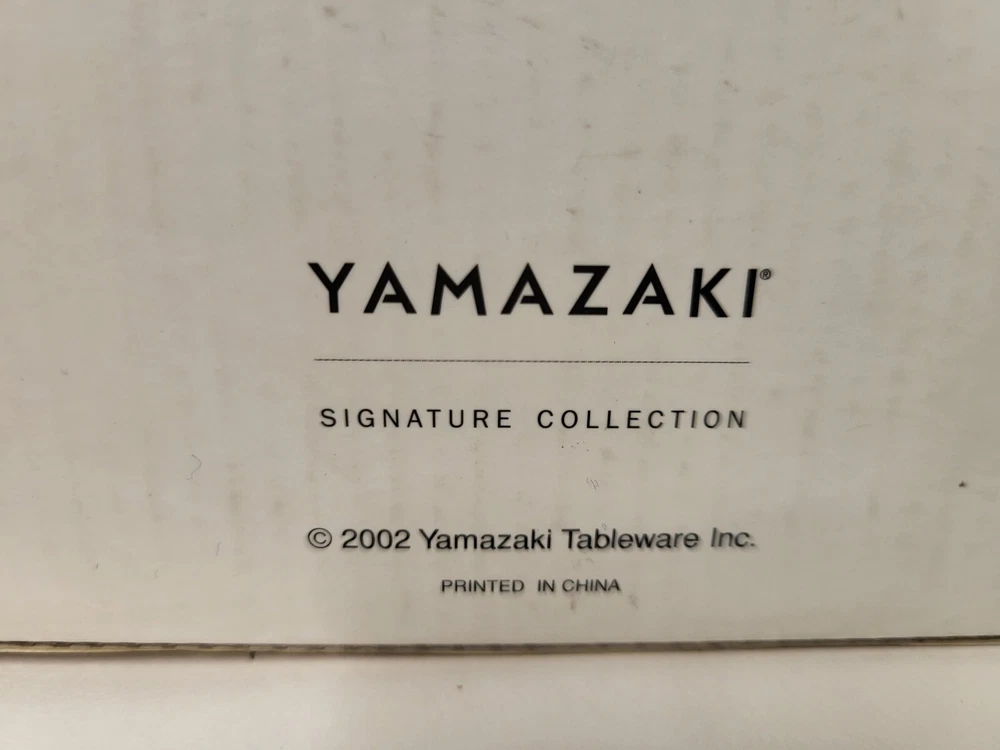 YAMAZAKI®
SIGNATURE COLLECTION
© 2002 Yamazaki Tableware Inc.
PRINTED IN CHINA